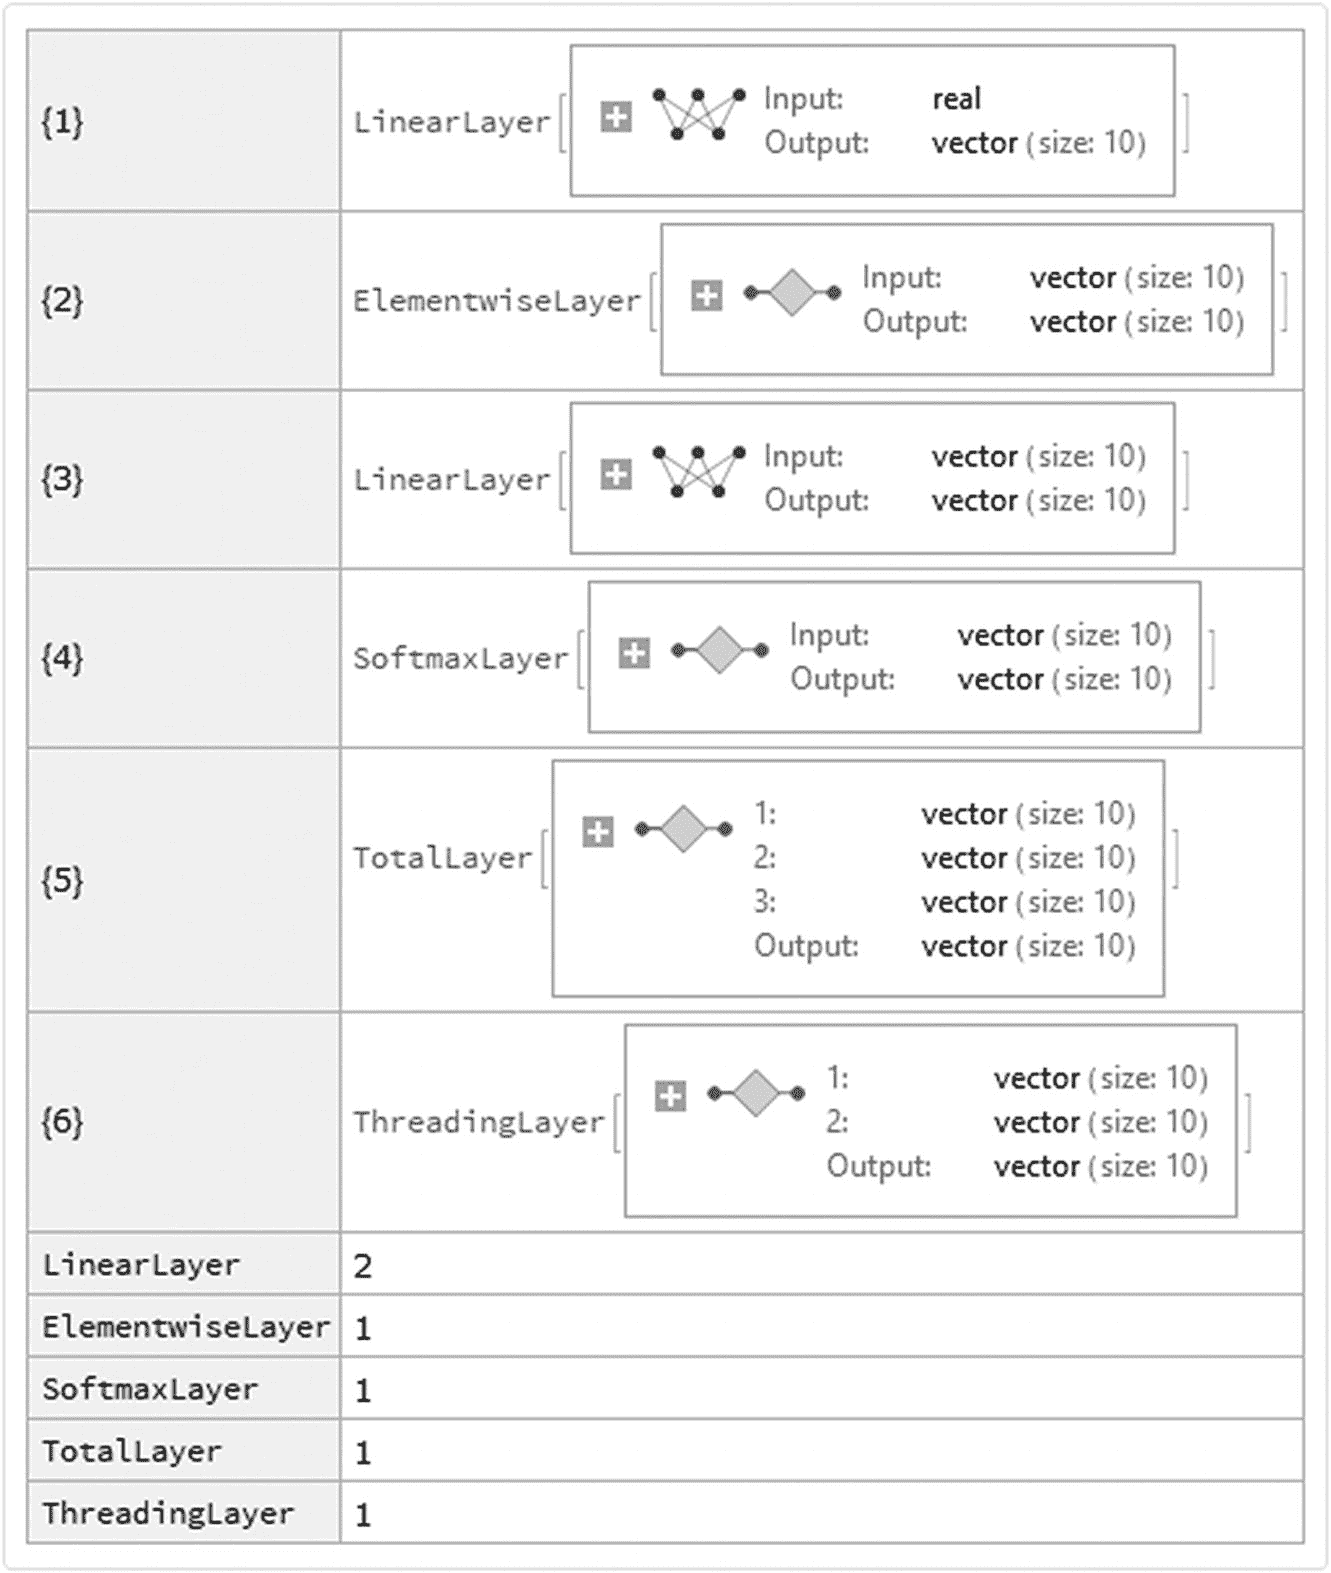 {1}
LinearLayer[
Input: real
Output: vector (size: 10)
]
{2}
ElementwiseLayer[
Input: vector (size: 10)
Output: vector (size: 10)
]
{3}
LinearLayer[
Input: vector (size: 10)
Output: vector (size: 10)
]
{4}
SoftmaxLayer[
Input: vector (size: 10)
Output: vector (size: 10)
]
{5}
TotalLayer[
1: vector (size: 10)
2: vector (size: 10)
3: vector (size: 10)
Output: vector (size: 10)
]
{6}
ThreadingLayer[
1: vector (size: 10)
2: vector (size: 10)
Output: vector (size: 10)
]
LinearLayer 2
ElementwiseLayer 1
SoftmaxLayer 1
TotalLayer 1
ThreadingLayer 1